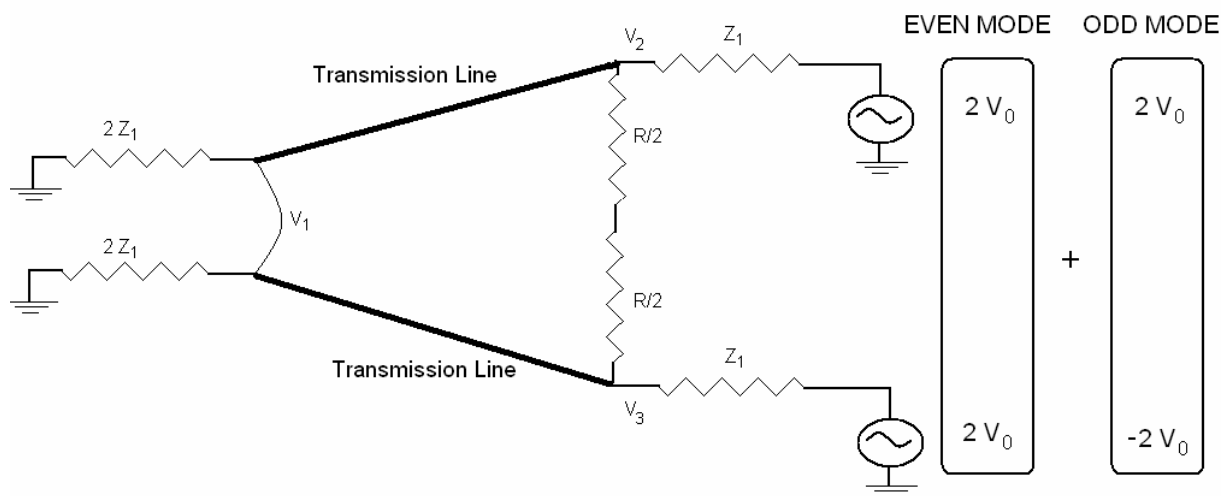 EVEN MODE
ODD MODE
V2
Z1
Transmission Line
2 V0
2 V0
2 Z1
R/2
V1
2 Z1
+
R/2
Z1
Transmission Line
V3
2 V0
-2 V0